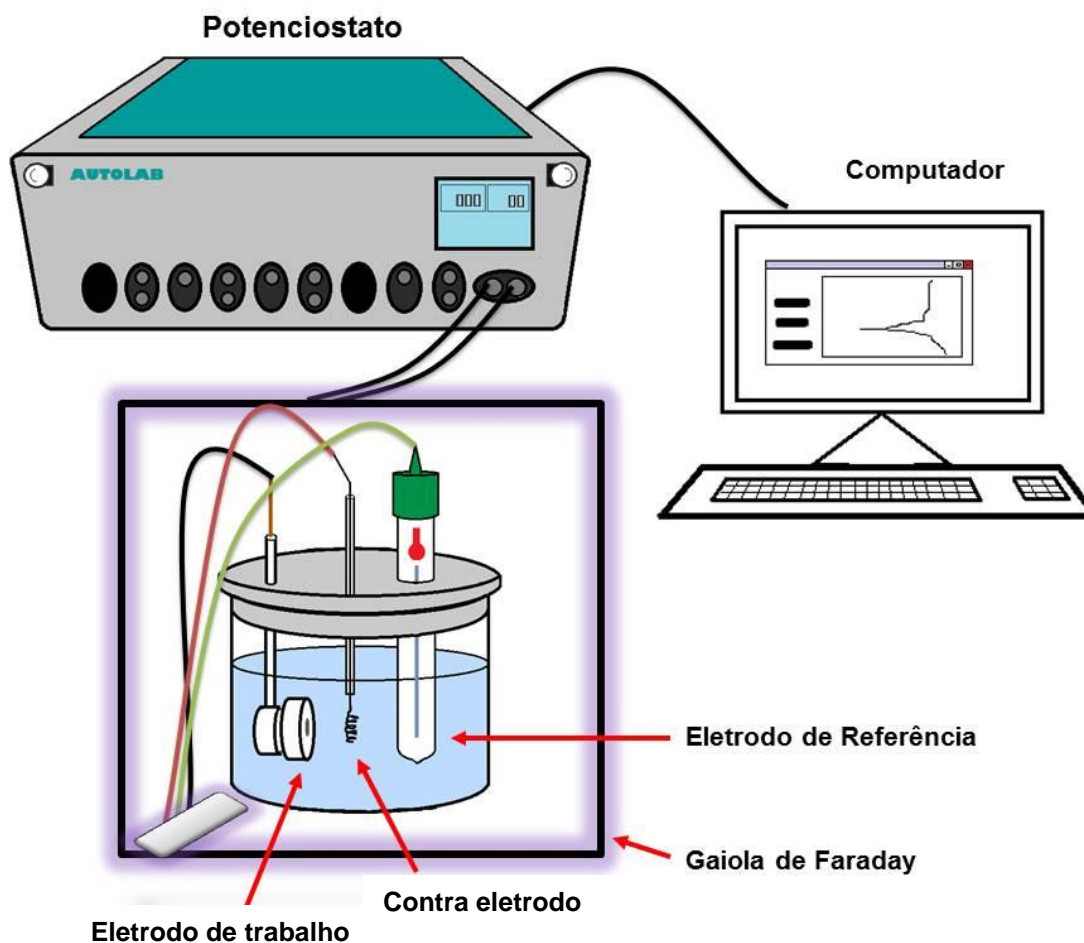 Potenciostato
AUTOLAB
000 00
Computador
Eletrodo de Referência
Gaiola de Faraday
Contra eletrodo
Eletrodo de trabalho